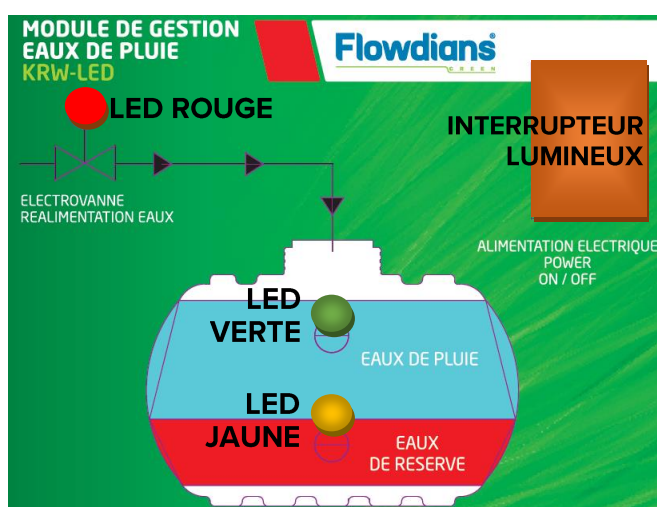 MODULE DE GESTION
EAUX DE PLUIE
KRW-LED
Flowdians
GREEN
LED ROUGE
INTERRUPTEUR
LUMINEUX
ELECTROVANNE
REALIMENTATION EAUX
ALIMENTATION ELECTRIQUE
POWER
ON / OFF
LED
VERTE
EAUX DE PLUIE
LED
JAUNE
EAUX
DE RESERVE